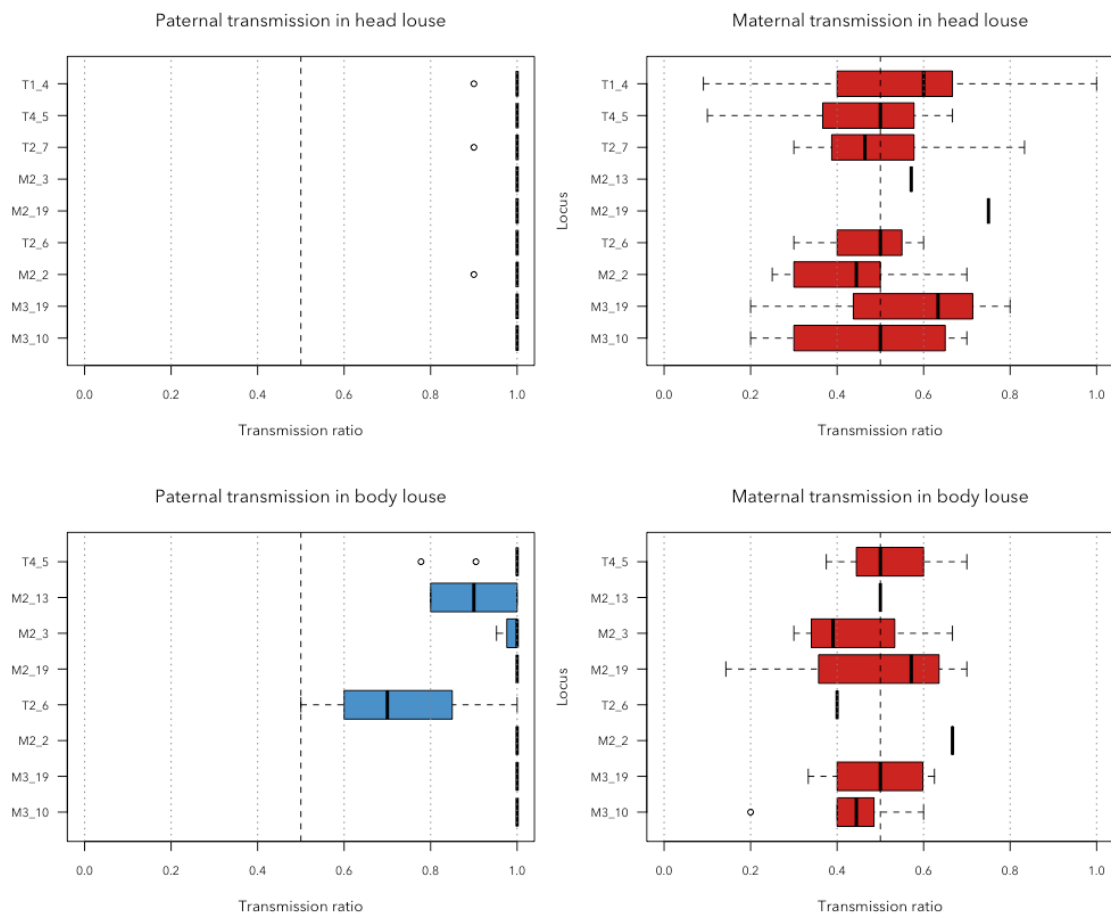 Paternal transmission in head louse
T1_4
T4_5
T2_7
M2_3
M2_19
T2_6
M2_2
M3_19
M3_10
0.0 0.2 0.4 0.6 0.8 1.0
Transmission ratio
Maternal transmission in head louse
Locus
T1_4
T4_5
T2_7
M2_13
M2_19
T2_6
M2_2
M3_19
M3_10
0.0 0.2 0.4 0.6 0.8 1.0
Transmission ratio
Paternal transmission in body louse
T4_5
M2_13
M2_3
M2_19
T2_6
M2_2
M3_19
M3_10
0.0 0.2 0.4 0.6 0.8 1.0
Transmission ratio
Maternal transmission in body louse
Locus
T4_5
M2_13
M2_3
M2_19
T2_6
M2_2
M3_19
M3_10
0.0 0.2 0.4 0.6 0.8 1.0
Transmission ratio